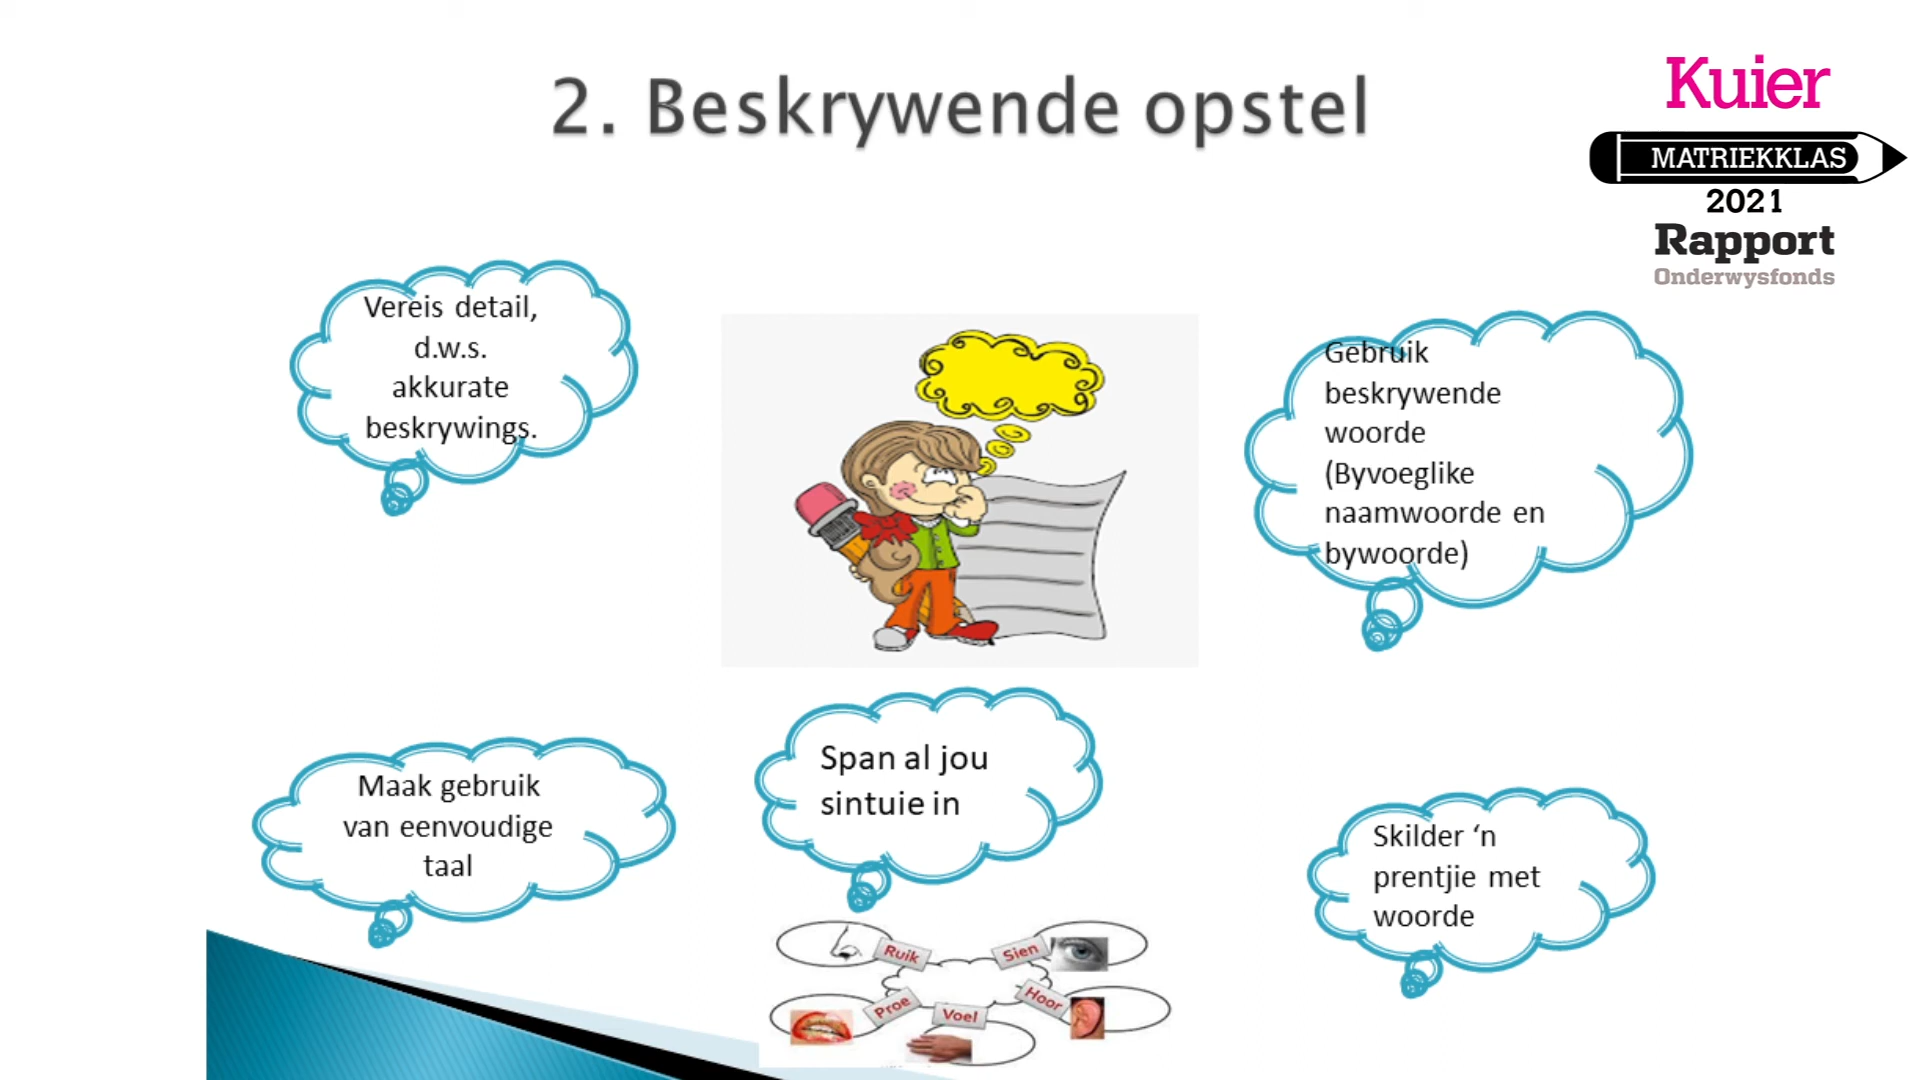 2. Beskrywende opstel
Kuier
MATRIEKKLAS
2021
Rapport
Onderwysfonds
Vereis detail,
d.w.s.
akkurate
beskrywings.
Gebruik
beskrywende
woorde
(Byvoeglike
naamwoorde en
bywoorde)
Maak gebruik
van eenvoudige
taal
Span al jou
sintuie in
Skilder ‘n
prentjie met
woorde
Ruik
Sien
Proe
Voel
Hoor